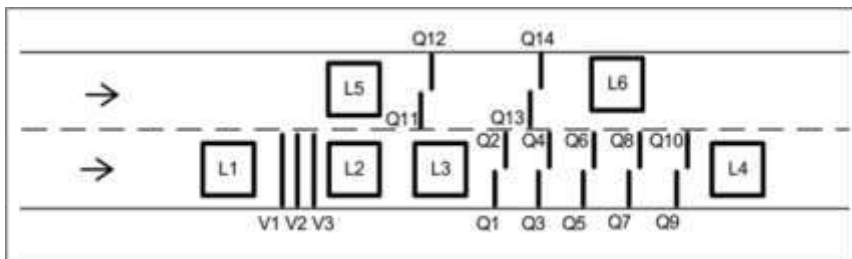 Q12 Q14
L5 L6
Q11 Q13
Q2 Q4 Q6 Q8 Q10
L1 L2 L3 L4
V1 V2 V3 Q1 Q3 Q5 Q7 Q9